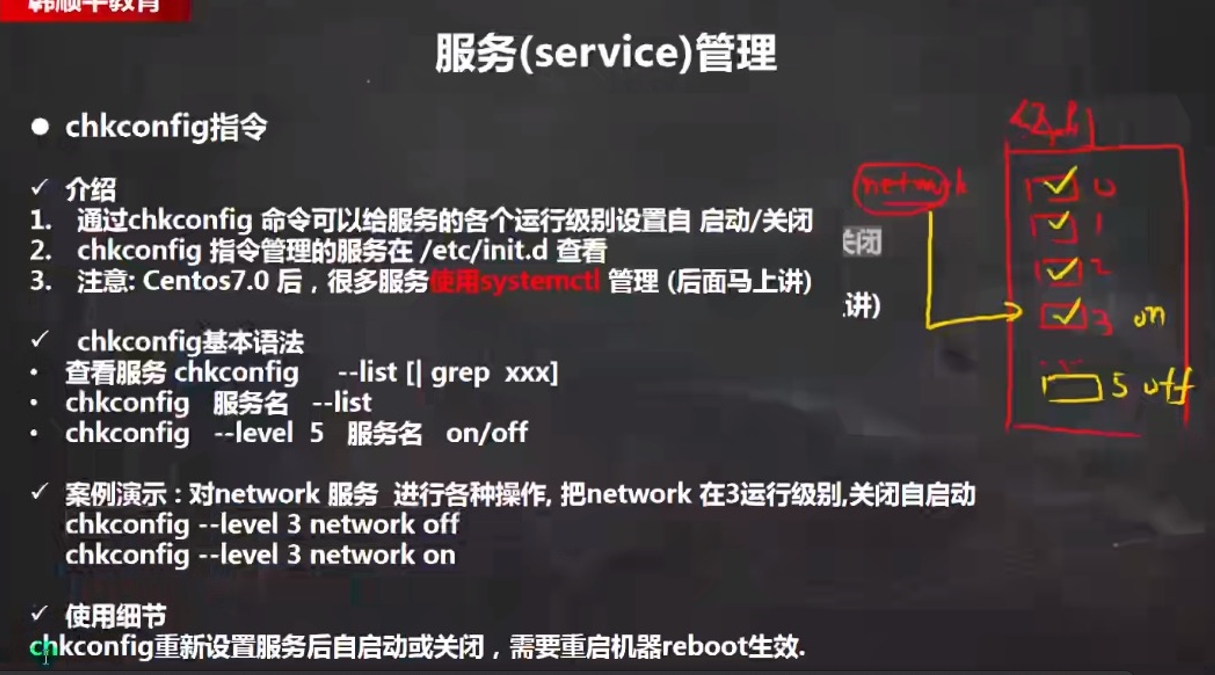 韩顺平教育
服务(service)管理
● chkconfig指令
✓ 介绍
1. 通过chkconfig 命令可以给服务的各个运行级别设置自 启动/关闭
2. chkconfig 指令管理的服务在 /etc/init.d 查看
3. 注意: Centos7.0 后，很多服务使用systemctl 管理 (后面马上讲)
关闭
讲)
✓ chkconfig基本语法
• 查看服务 chkconfig --list [| grep xxx]
• chkconfig 服务名 --list
• chkconfig --level 5 服务名 on/off
✓ 案例演示 : 对network 服务 进行各种操作, 把network 在3运行级别,关闭自启动
chkconfig --level 3 network off
chkconfig --level 3 network on
✓ 使用细节
chkconfig重新设置服务后自启动或关闭，需要重启机器reboot生效.
network
0
1
2
3 on
5 off